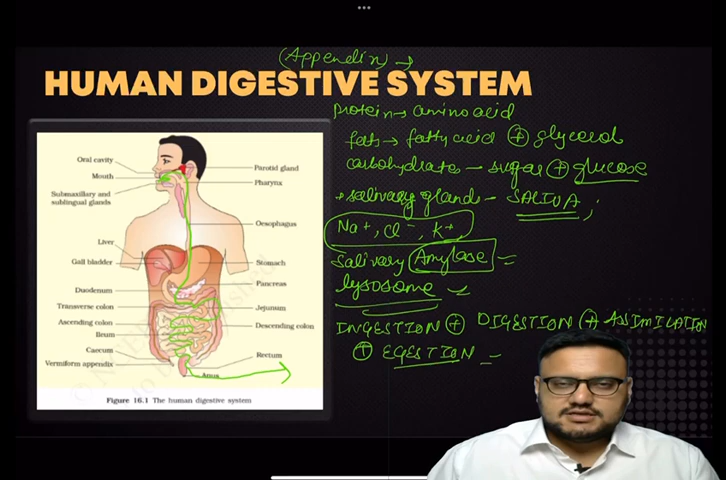 (Appendin) →
HUMAN DIGESTIVE SYSTEM
Protein → amino acid
fats → fatty acid + glycerol
carbohydrates – sugar + glucose
→ salivary glands – SALIVA ;
Na+, Cl-, K+,
Salivary Amylase =
lysosome
INGESTION + DIGESTION + ASSIMILATION
+ EGESTION –
Oral cavity
Mouth
Submaxillary and
sublingual glands
Liver
Gall bladder
Duodenum
Transverse colon
Ascending colon
Ileum
Caecum
Vermiform appendix
Parotid gland
Pharynx
Oesophagus
Stomach
Pancreas
Jejunum
Descending colon
Rectum
Anus
Figure 16.1 The human digestive system